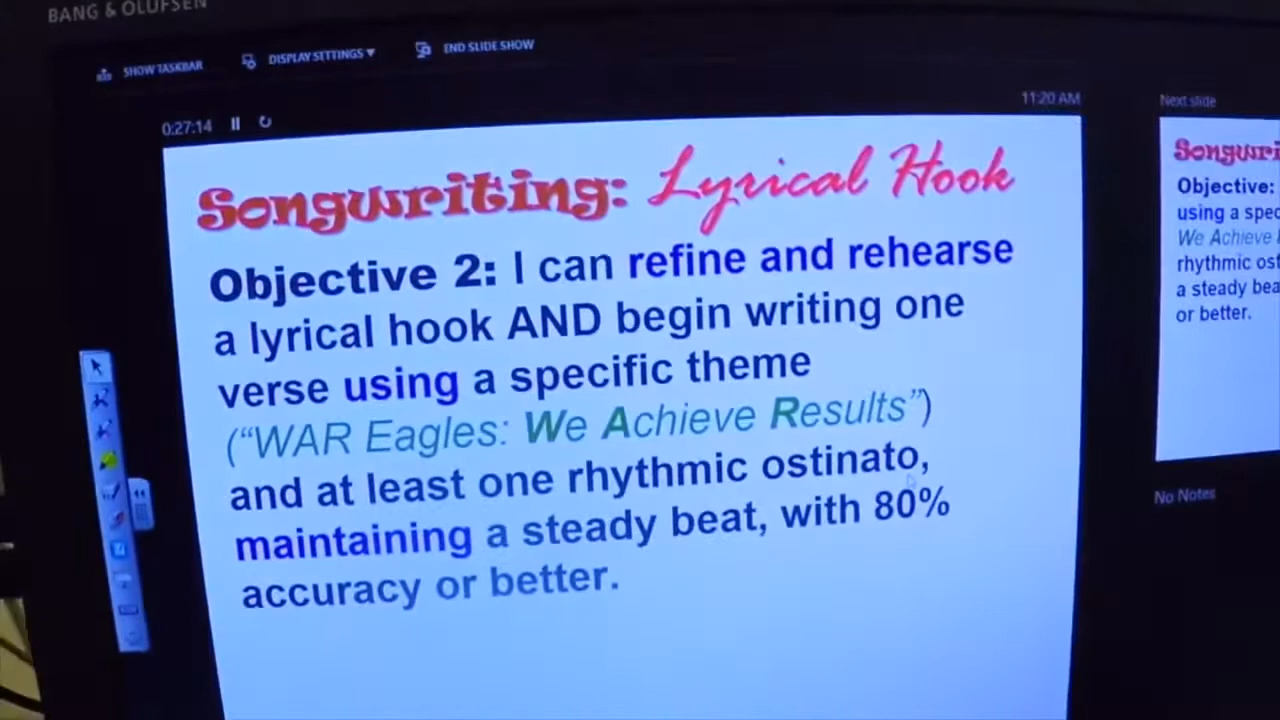 BANG & OLUFSEN
SHOW TASKBAR
DISPLAY SETTINGS
END SLIDE SHOW
0:27:14
11:20 AM
Songwriting: Lyrical Hook
Objective 2: I can refine and rehearse
a lyrical hook AND begin writing one
verse using a specific theme
("WAR Eagles: We Achieve Results")
and at least one rhythmic ostinato,
maintaining a steady beat, with 80%
accuracy or better.
Next slide
Songwri
Objective:
using a spec
We Achieve
rhythmic ost
a steady bea
or better.
No Notes